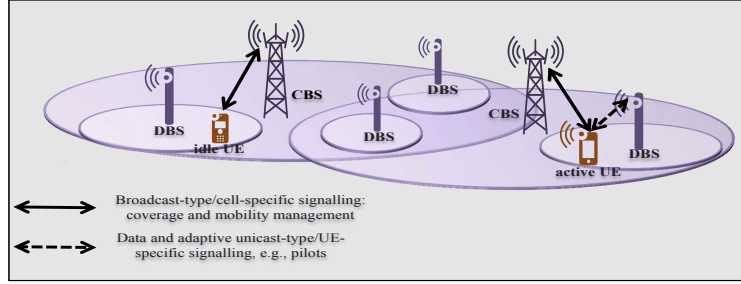 CBS
DBS
DBS
idle UE
DBS
CBS
DBS
active UE
Broadcast-type/cell-specific signalling:
coverage and mobility management
Data and adaptive unicast-type/UE-
specific signalling, e.g., pilots